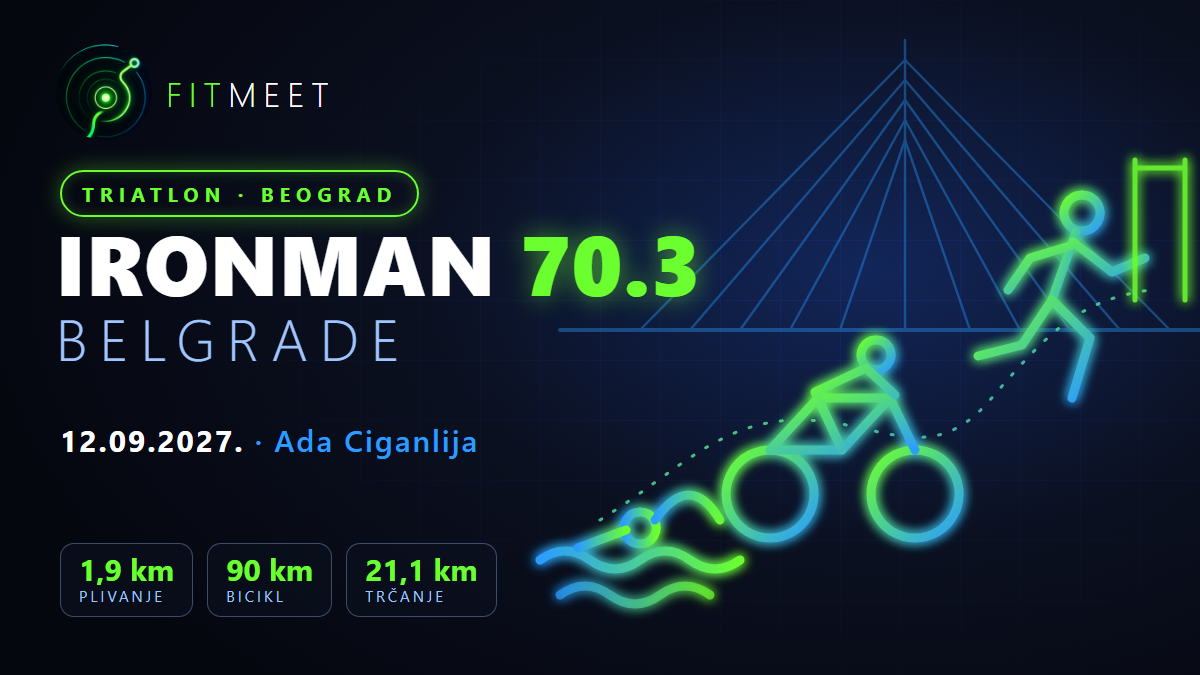 FITMEET
TRIATLON · BEOGRAD
IRONMAN 70.3
BELGRADE
12.09.2027. · Ada Ciganlija
1,9 km
PLIVANJE
90 km
BICIKL
21,1 km
TRČANJE